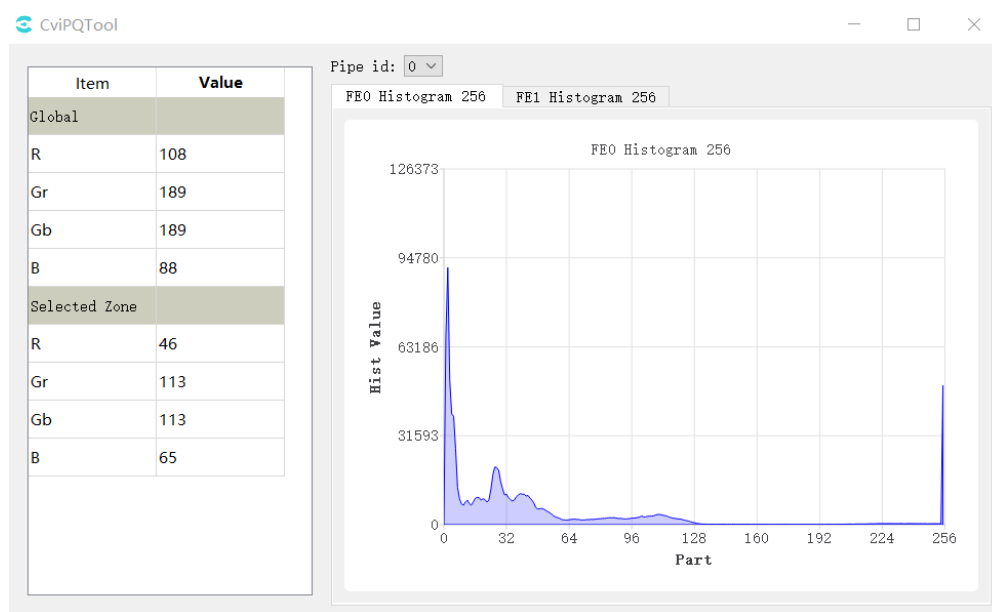 CviPQTool
Item Value
Global
R 108
Gr 189
Gb 189
B 88
Selected Zone
R 46
Gr 113
Gb 113
B 65
Pipe id: 0
FE0 Histogram 256 FE1 Histogram 256
FE0 Histogram 256
126373
94780
63186
31593
0
Hist Value
0 32 64 96 128 160 192 224 256
Part